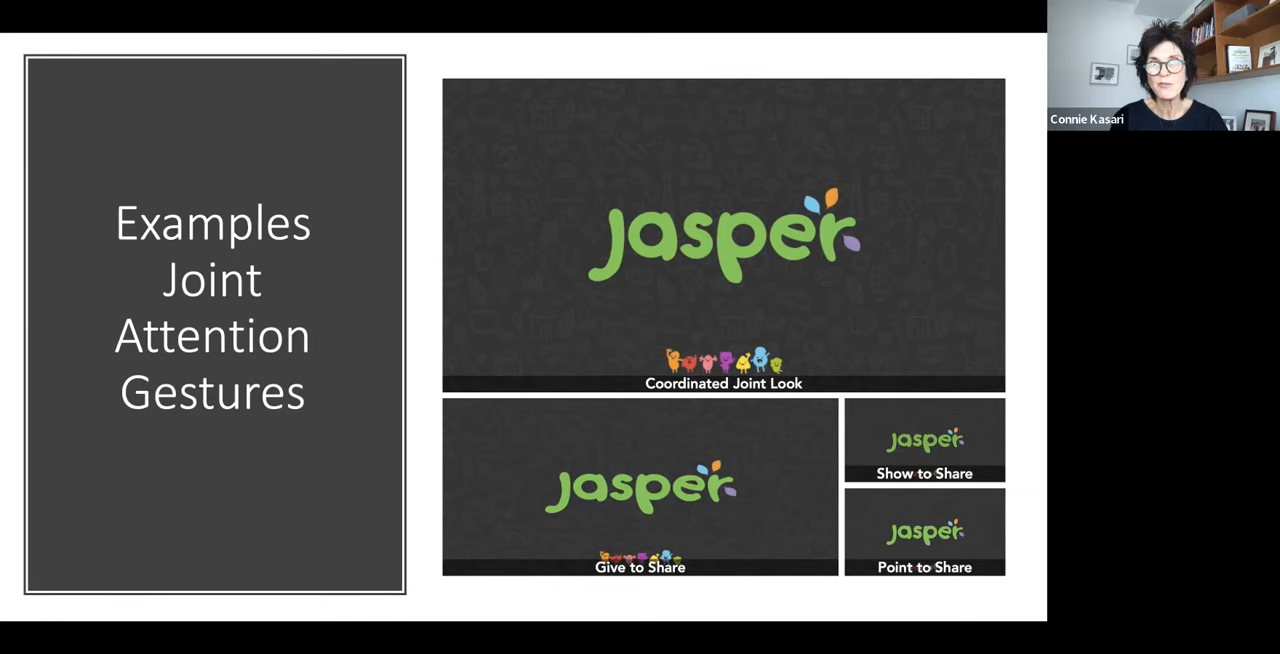 Examples
Joint
Attention
Gestures
jasper
Coordinated Joint Look
jasper
Give to Share
jasper
Show to Share
jasper
Point to Share
Connie Kasari